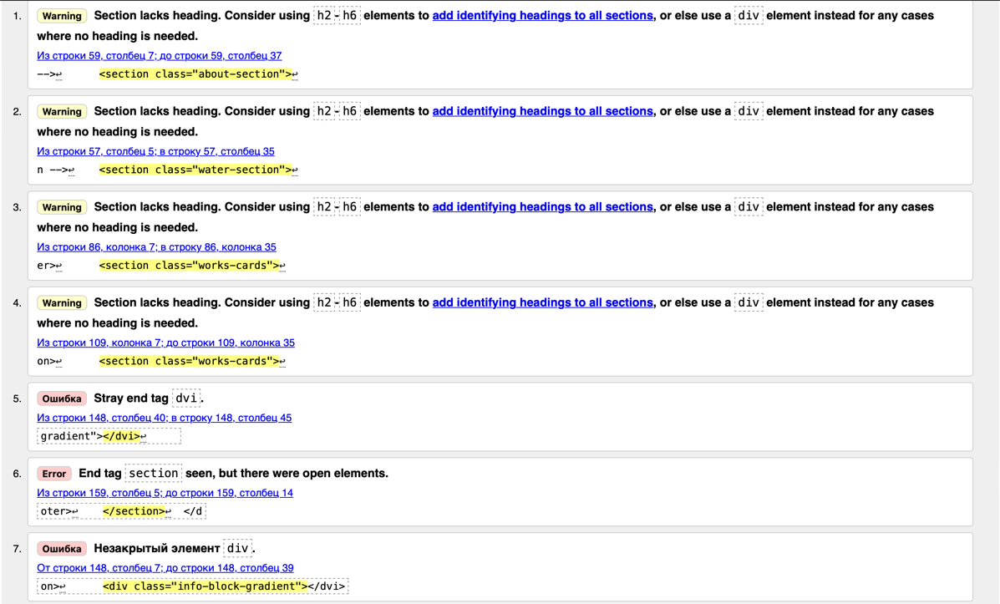 1. Warning Section lacks heading. Consider using h2-h6 elements to add identifying headings to all sections, or else use a div element instead for any cases
where no heading is needed.
Из строки 59, столбец 7; до строки 59, столбец 37
-->↩ <section class="about-section">↩
2. Warning Section lacks heading. Consider using h2-h6 elements to add identifying headings to all sections, or else use a div element instead for any cases
where no heading is needed.
Из строки 57, столбец 5; в строку 57, столбец 35
n -->↩ <section class="water-section">↩
3. Warning Section lacks heading. Consider using h2-h6 elements to add identifying headings to all sections, or else use a div element instead for any cases
where no heading is needed.
Из строки 86, колонка 7; в строку 86, колонка 35
er>↩ <section class="works-cards">↩
4. Warning Section lacks heading. Consider using h2-h6 elements to add identifying headings to all sections, or else use a div element instead for any cases
where no heading is needed.
Из строки 109, колонка 7; до строки 109, колонка 35
on>↩ <section class="works-cards">↩
5. Ошибка Stray end tag dvi.
Из строки 148, столбец 40; в строку 148, столбец 45
gradient"></dvi>↩
6. Error End tag section seen, but there were open elements.
Из строки 159, столбец 5; до строки 159, столбец 14
oter>↩ </section>↩ </d
7. Ошибка Незакрытый элемент div.
От строки 148, столбец 7; до строки 148, столбец 39
on>↩ <div class="info-block-gradient"></dvi>